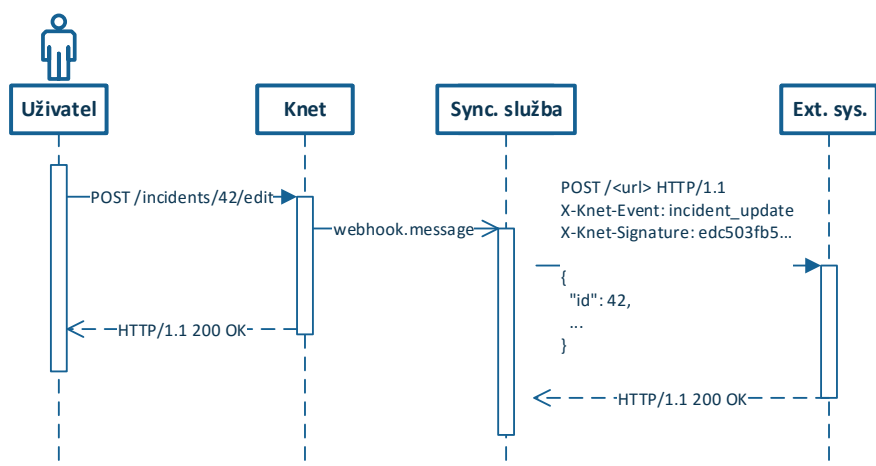 Uživatel
Knet
Sync. služba
Ext. sys.
POST /incidents/42/edit
webhook.message
POST /<url> HTTP/1.1
X-Knet-Event: incident_update
X-Knet-Signature: edc503fb5...
{
"id": 42,
...
}
HTTP/1.1 200 OK
HTTP/1.1 200 OK